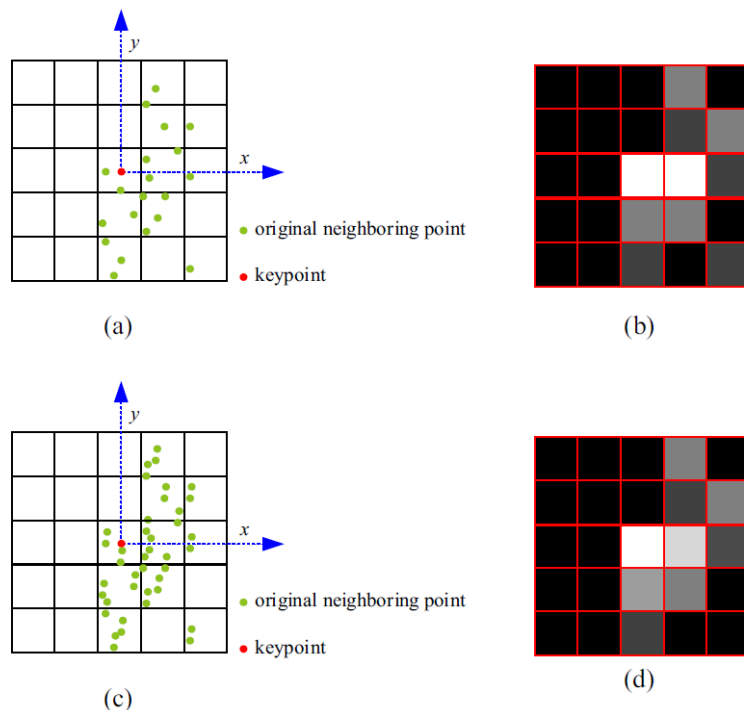 y
x
original neighboring point
keypoint
(a)
(b)
y
x
original neighboring point
keypoint
(c)
(d)